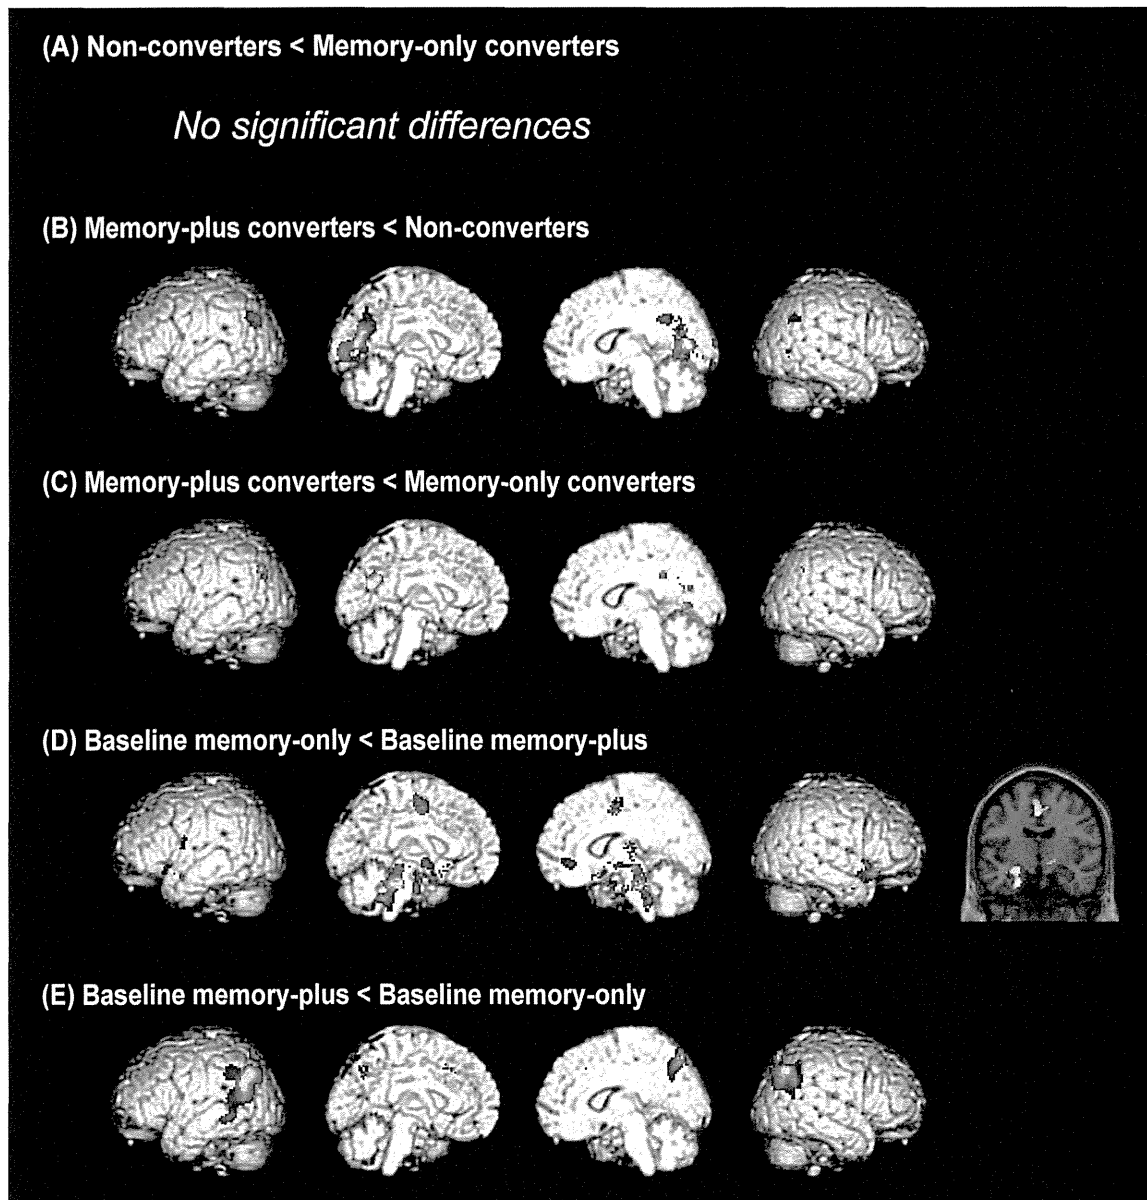 (A) Non-converters < Memory-only converters
No significant differences
(B) Memory-plus converters < Non-converters
(C) Memory-plus converters < Memory-only converters
(D) Baseline memory-only < Baseline memory-plus
(E) Baseline memory-plus < Baseline memory-only